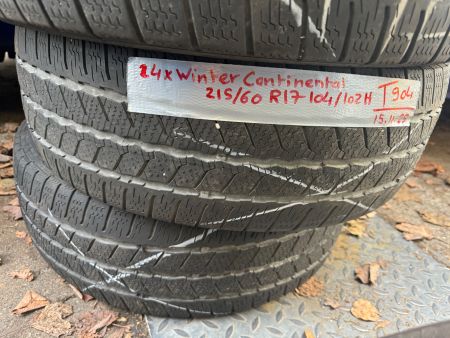 4x Winter Continental
215/60 R17 104/102H
T904